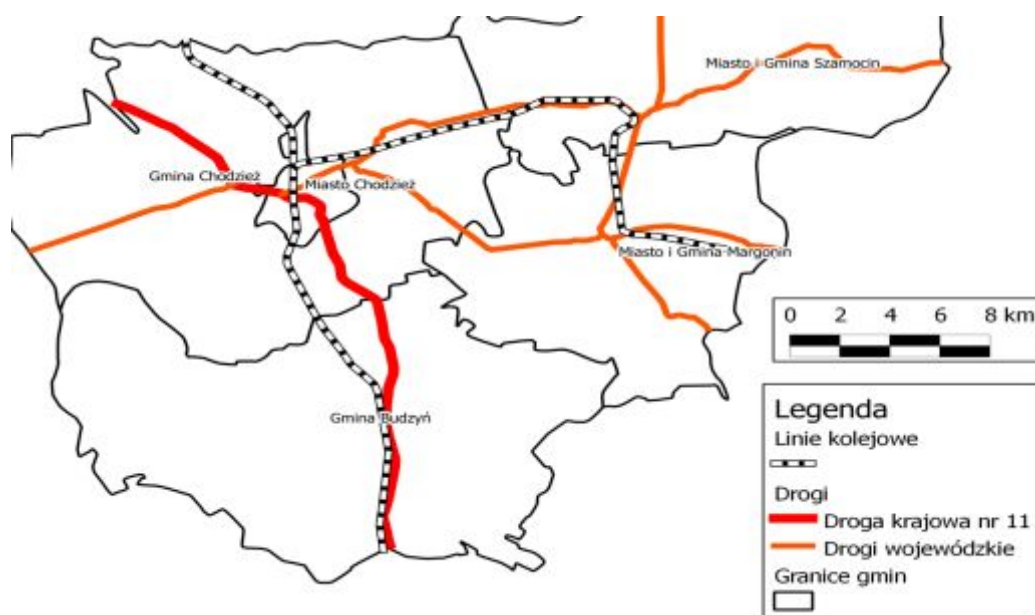 Miasto i Gmina Szamocin
Gmina Chodzież
Miasto Chodzież
Miasto i Gmina Margonin
0 2 4 6 8 km
Gmina Budzyń
Legenda
Linie kolejowe
Drogi
Droga krajowa nr 11
Drogi wojewódzkie
Granice gmin